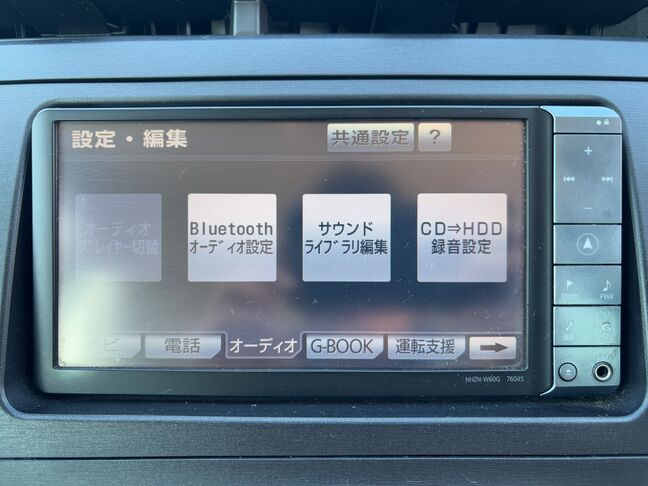 設定・編集
共通設定
?
オーディオ
プレイヤー切替
Bluetooth
オーディオ設定
サウンド
ライブラリ編集
CD⇒HDD
録音設定
ナビ
電話
オーディオ
G-BOOK
運転支援
NHZN-W60G 76045
PWR